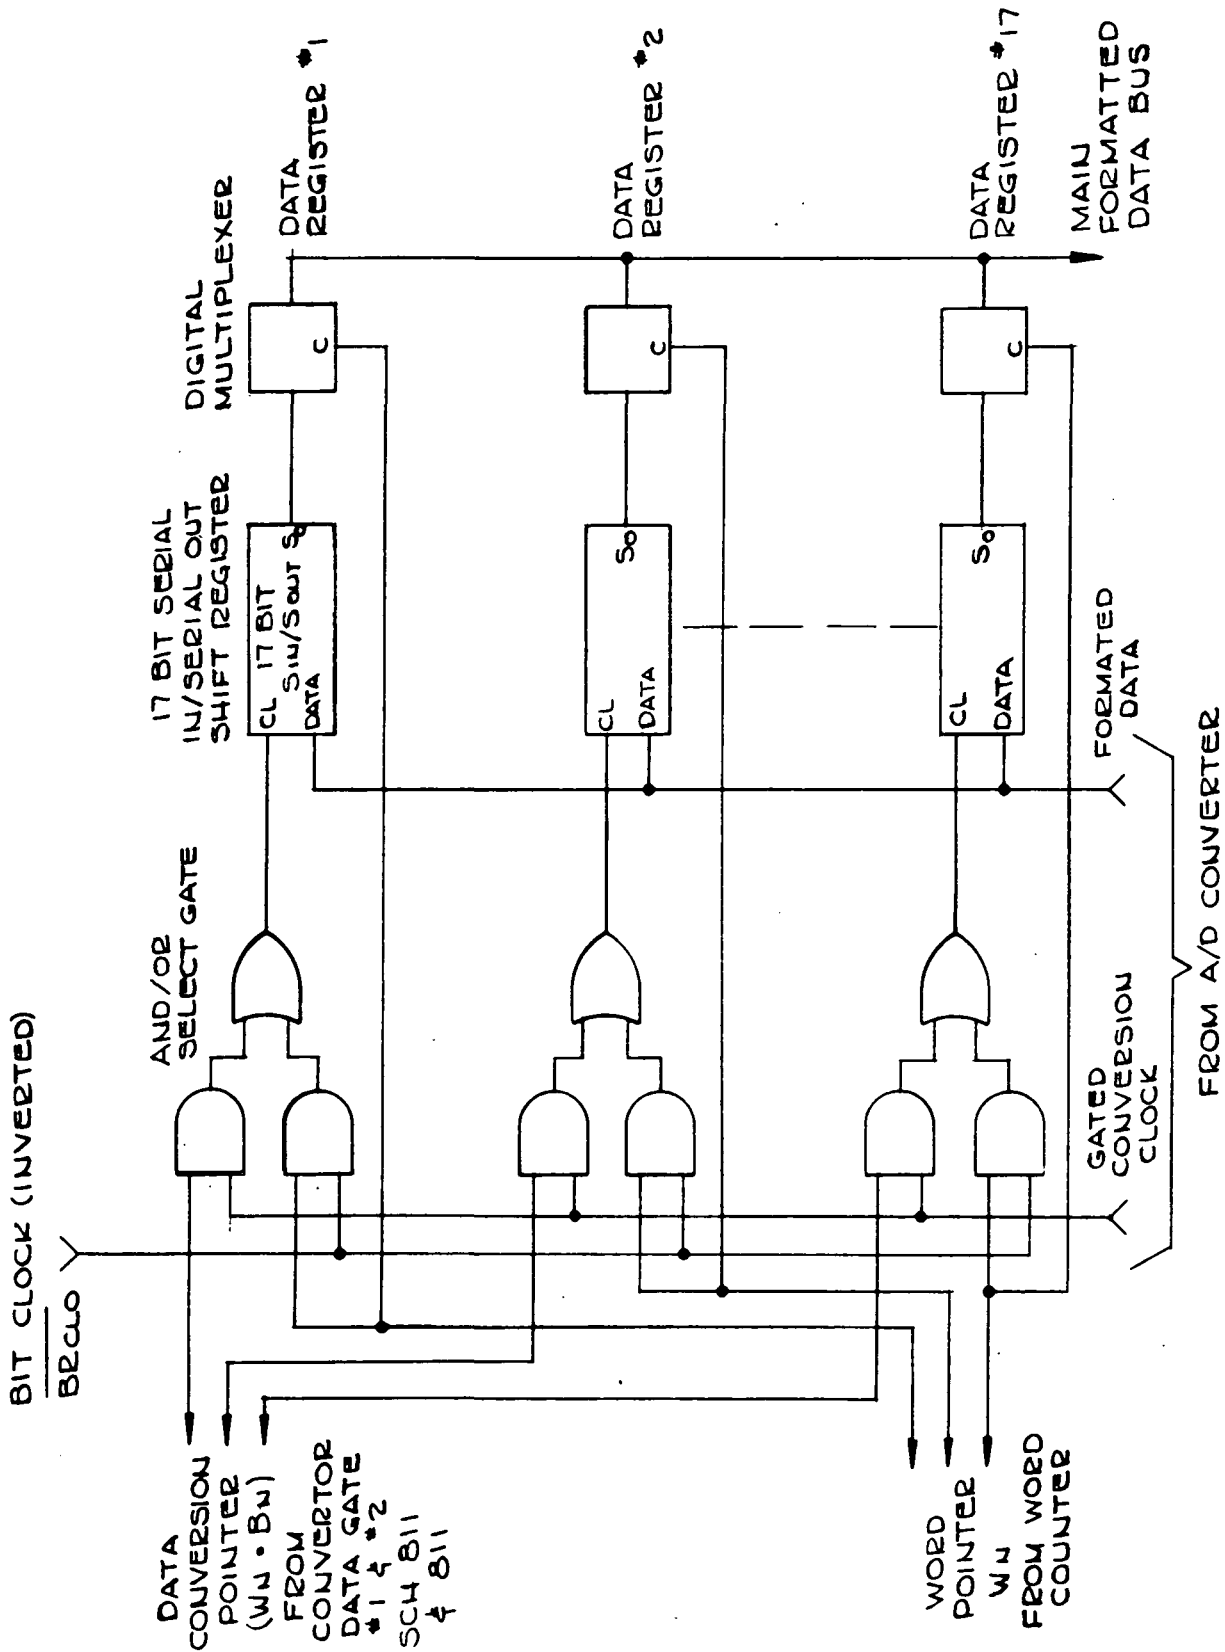 BIT CLOCK (INVERTED)
BRCLO
AND/OR
SELECT GATE
17 BIT SERIAL
IN/SERIAL OUT
SHIFT REGISTER
DIGITAL
MULTIPLEXER
DATA
CONVERSION
POINTER
(WN • BN)
FROM
CONVERTOR
DATA GATE
#1 & #2
SCH 811
& 811
CL 17 BIT
SIN/SOUT SO
DATA
C
DATA
REGISTER #1
CL
DATA
SO
C
DATA
REGISTER #2
CL
DATA
SO
C
DATA
REGISTER #17
WORD
POINTER
WN
FROM WORD
COUNTER
GATED
CONVERSION
CLOCK
FORMATED
DATA
MAIN
FORMATTED
DATA BUS
FROM A/D CONVERTER